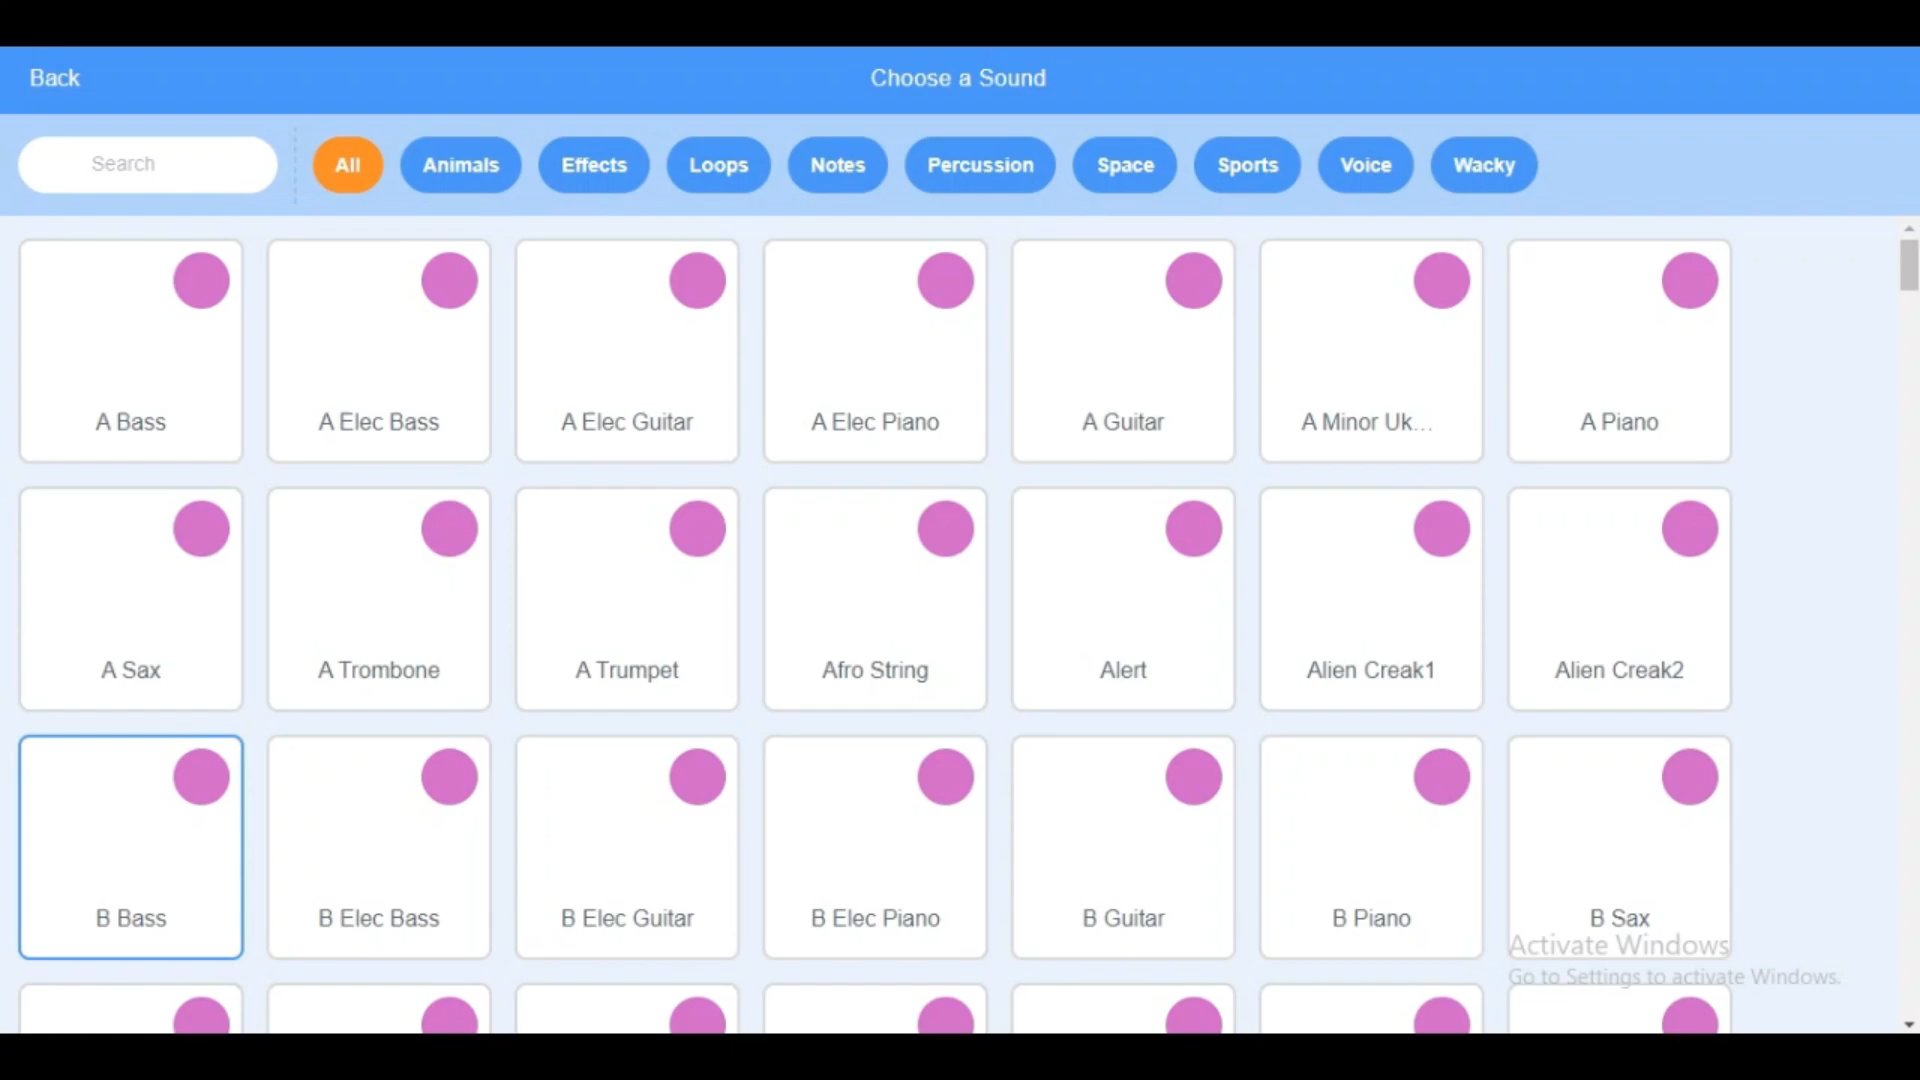 Back
Choose a Sound
Search
All
Animals
Effects
Loops
Notes
Percussion
Space
Sports
Voice
Wacky
A Bass
A Elec Bass
A Elec Guitar
A Elec Piano
A Guitar
A Minor Uk...
A Piano
A Sax
A Trombone
A Trumpet
Afro String
Alert
Alien Creak1
Alien Creak2
B Bass
B Elec Bass
B Elec Guitar
B Elec Piano
B Guitar
B Piano
B Sax
Activate Windows
Go to Settings to activate Windows.